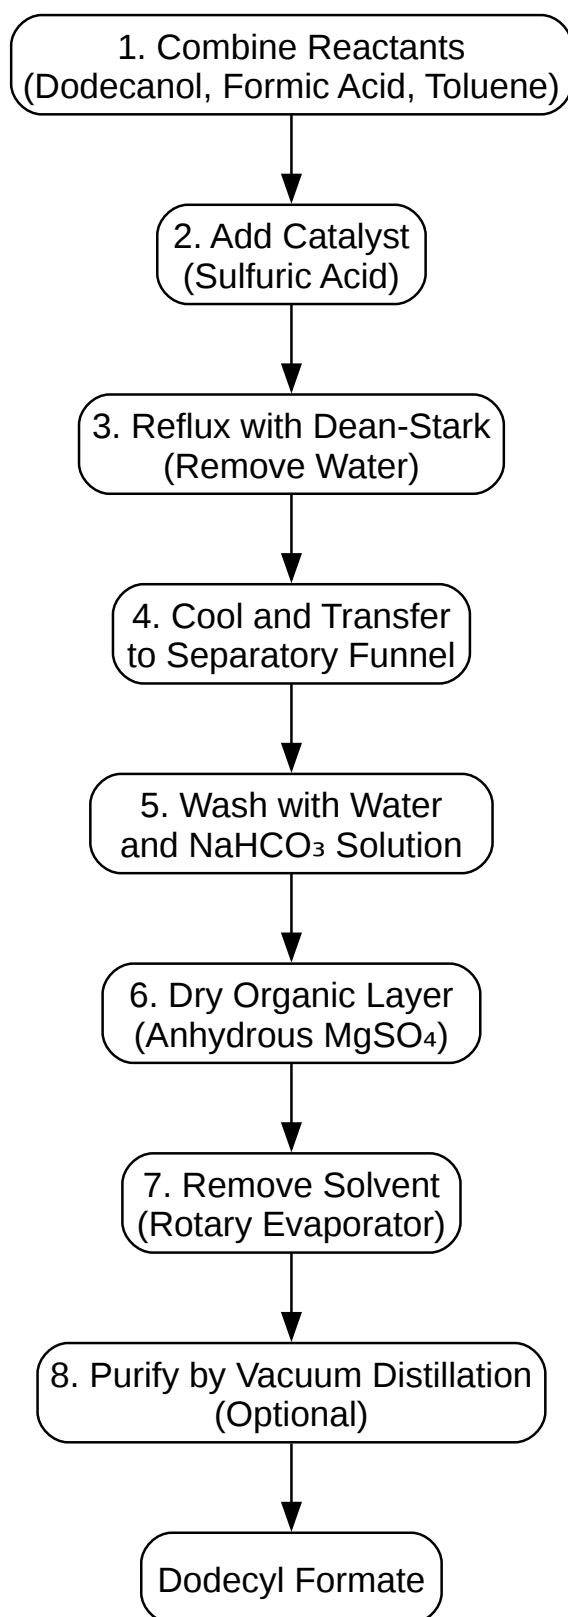 1. Combine Reactants
(Dodecanol, Formic Acid, Toluene)
2. Add Catalyst
(Sulfuric Acid)
3. Reflux with Dean-Stark
(Remove Water)
4. Cool and Transfer
to Separatory Funnel
5. Wash with Water
and NaHCO₃ Solution
6. Dry Organic Layer
(Anhydrous MgSO₄)
7. Remove Solvent
(Rotary Evaporator)
8. Purify by Vacuum Distillation
(Optional)
Dodecyl Formate